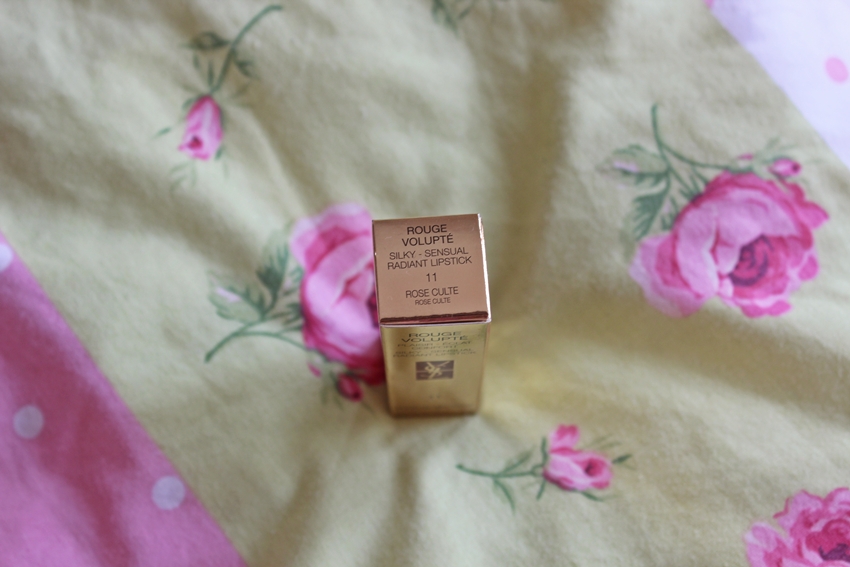 ROUGE
VOLUPTÉ
SILKY - SENSUAL
RADIANT LIPSTICK
11
ROSE CULTE
ROSE CULTE
ROUGE
VOLUPTÉ